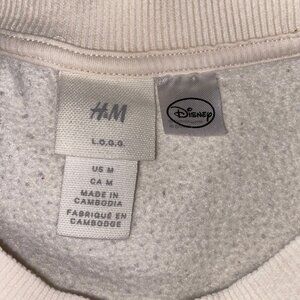 H&M
L.O.G.G.
US M
CA M
MADE IN
CAMBODIA
FABRIQUÉ EN
CAMBODGE
Disney